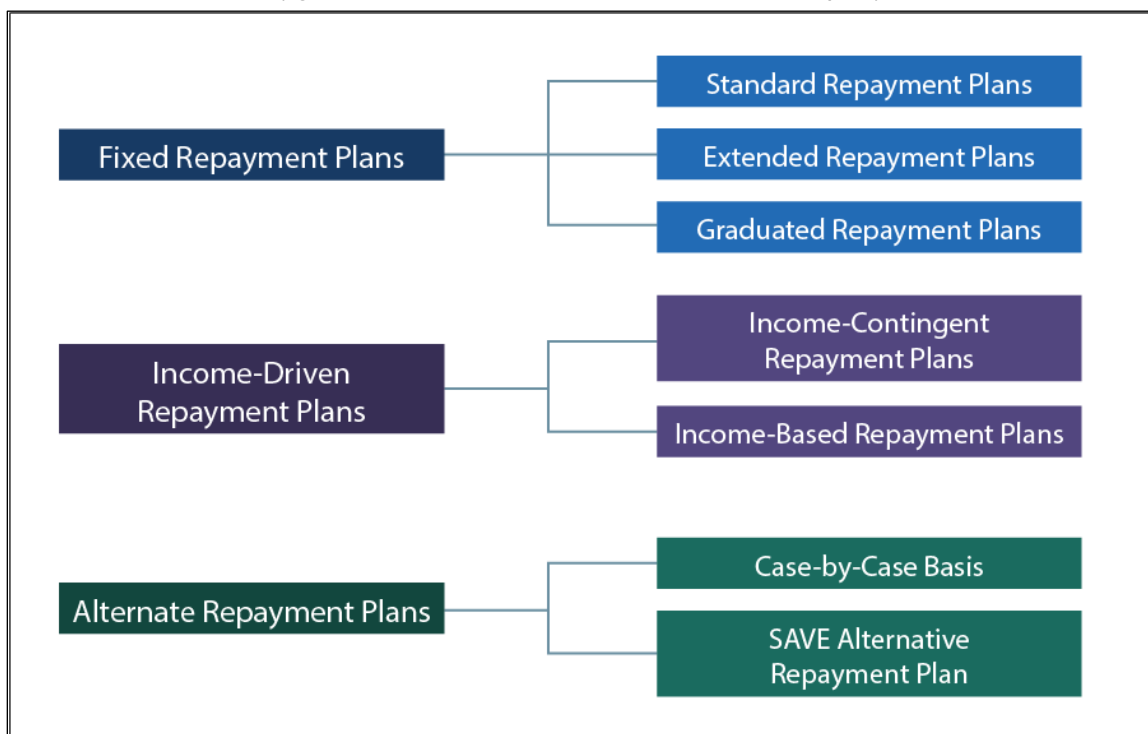 Fixed Repayment Plans
Standard Repayment Plans
Extended Repayment Plans
Graduated Repayment Plans
Income-Driven
Repayment Plans
Income-Contingent
Repayment Plans
Income-Based Repayment Plans
Alternate Repayment Plans
Case-by-Case Basis
SAVE Alternative
Repayment Plan